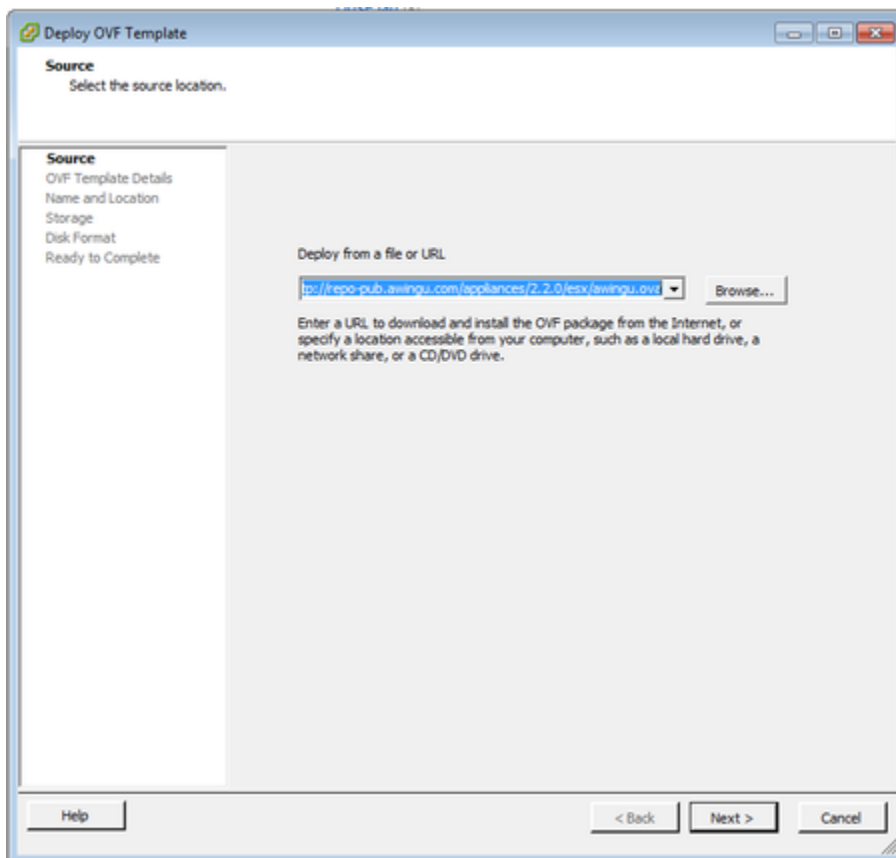 Deploy OVF Template
Source
Select the source location.
Source
OVF Template Details
Name and Location
Storage
Disk Format
Ready to Complete
Deploy from a file or URL
tp://repo-pub.awingu.com/appliances/2.2.0/esx/awingu.ova
Browse...
Enter a URL to download and install the OVF package from the Internet, or
specify a location accessible from your computer, such as a local hard drive, a
network share, or a CD/DVD drive.
Help
< Back
Next >
Cancel